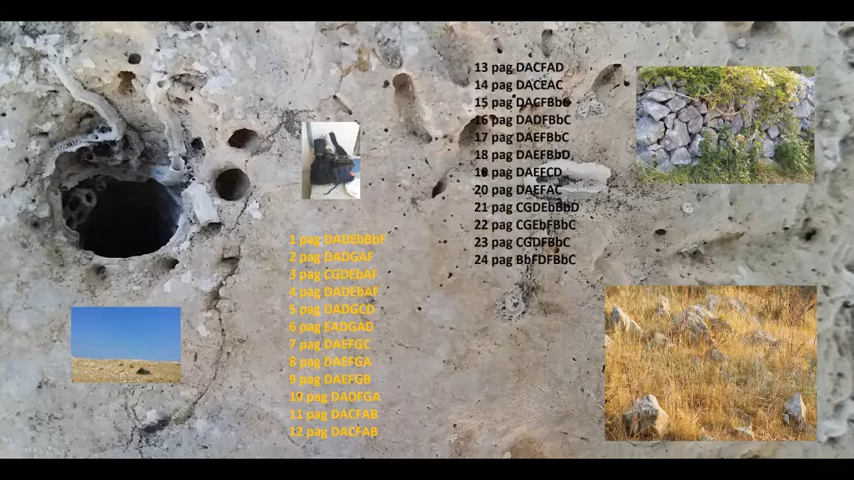 1 pag DADEbBbF
2 pag DADGAF
3 pag CGDEbAF
4 pag DADEbAF
5 pag DADGCD
6 pag EADGAD
7 pag DAEFGC
8 pag DAEFGA
9 pag DAEFGB
10 pag DADFGA
11 pag DACFAB
12 pag DACFAB
13 pag DACFAD
14 pag DACEAC
15 pag DACFBbG
16 pag DADFBbC
17 pag DAEFBbC
18 pag DAEFBbD
19 pag DAEFCD
20 pag DAEFAC
21 pag CGDEbBbD
22 pag CGEbFBbC
23 pag CGDFBbC
24 pag BbFDFBbC